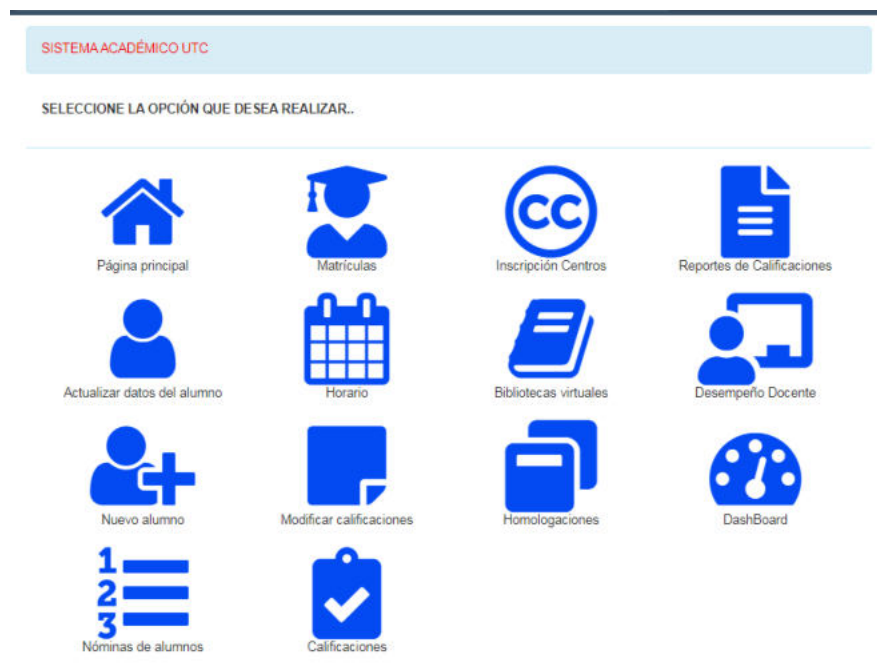 SISTEMA ACADÉMICO UTC
SELECCIONE LA OPCIÓN QUE DESEA REALIZAR..
Página principal
Matrículas
CC
Inscripción Centros
Reportes de Calificaciones
Actualizar datos del alumno
Horario
Bibliotecas virtuales
Desempeño Docente
Nuevo alumno
Modificar calificaciones
Homologaciones
DashBoard
1
2
3
Nóminas de alumnos
Calificaciones